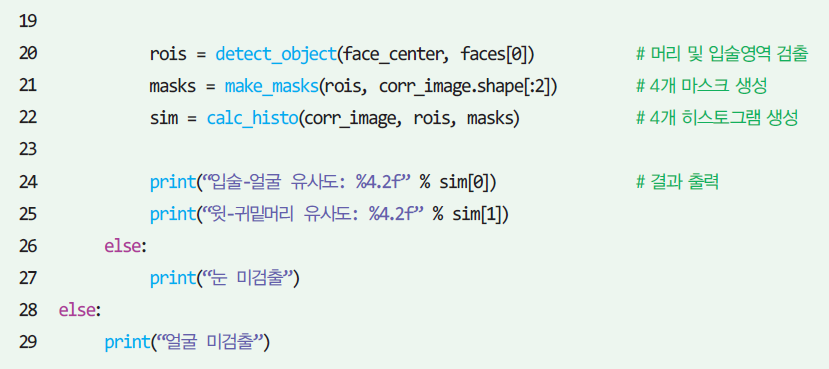 19
20 rois = detect_object(face_center, faces[0]) # 머리 및 입술영역 검출
21 masks = make_masks(rois, corr_image.shape[:2]) # 4개 마스크 생성
22 sim = calc_histo(corr_image, rois, masks) # 4개 히스토그램 생성
23
24 print(“입술-얼굴 유사도: %4.2f” % sim[0]) # 결과 출력
25 print(“윗-귀밑머리 유사도: %4.2f” % sim[1])
26 else:
27 print(“눈 미검출”)
28 else:
29 print(“얼굴 미검출”)